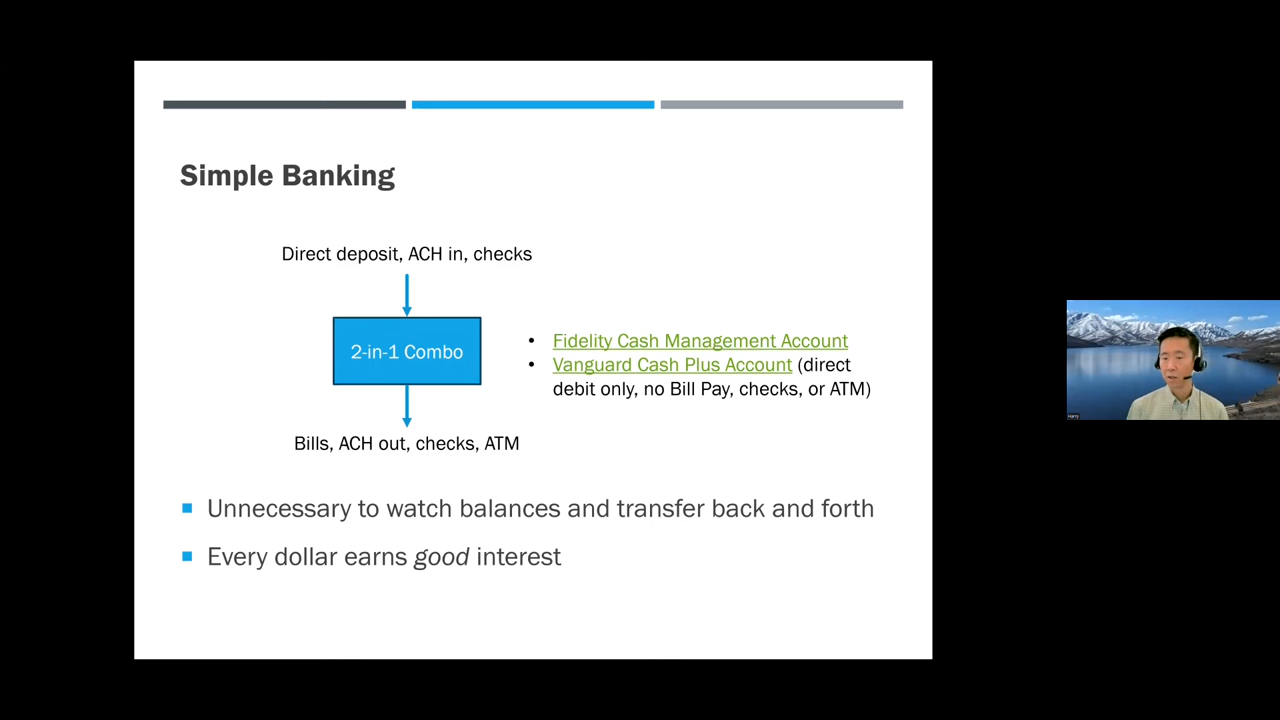 Simple Banking
Direct deposit, ACH in, checks
2-in-1 Combo
• Fidelity Cash Management Account
• Vanguard Cash Plus Account (direct
debit only, no Bill Pay, checks, or ATM)
Bills, ACH out, checks, ATM
Unnecessary to watch balances and transfer back and forth
Every dollar earns good interest
Harry